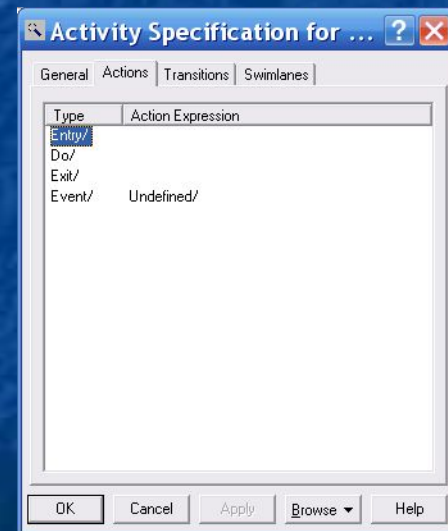 Activity Specification for ...
General Actions Transitions Swimlanes
Type Action Expression
Entry/
Do/
Exit/
Event/ Undefined/
OK Cancel Apply Browse Help